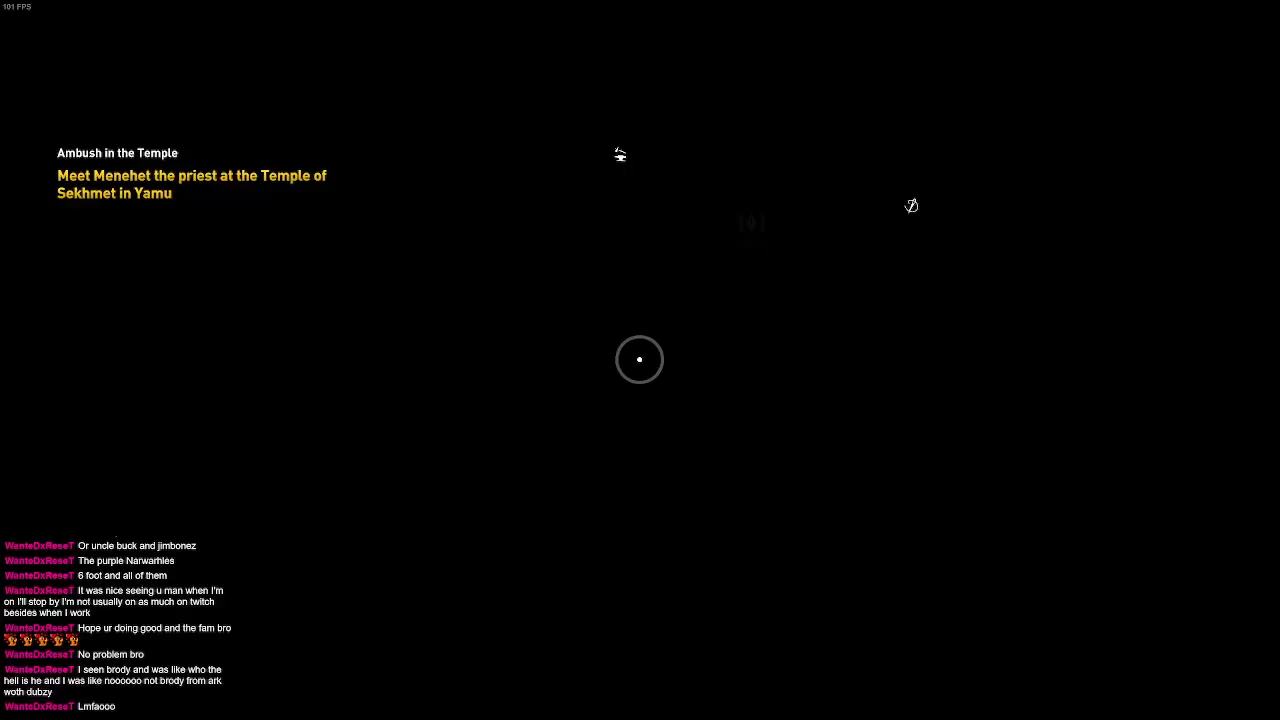 101 FPS
Ambush in the Temple
Meet Menehet the priest at the Temple of
Sekhmet in Yamu
WanteDxReseT Or uncle buck and jimbonez
WanteDxReseT The purple Narwarhles
WanteDxReseT 6 foot and all of them
WanteDxReseT It was nice seeing u man when I'm
on I'll stop by I'm not usually on as much on twitch
besides when I work
WanteDxReseT Hope ur doing good and the fam bro
WanteDxReseT No problem bro
WanteDxReseT I seen brody and was like who the
hell is he and I was like noooooo not brody from ark
woth dubzy
WanteDxReseT Lmfaooo